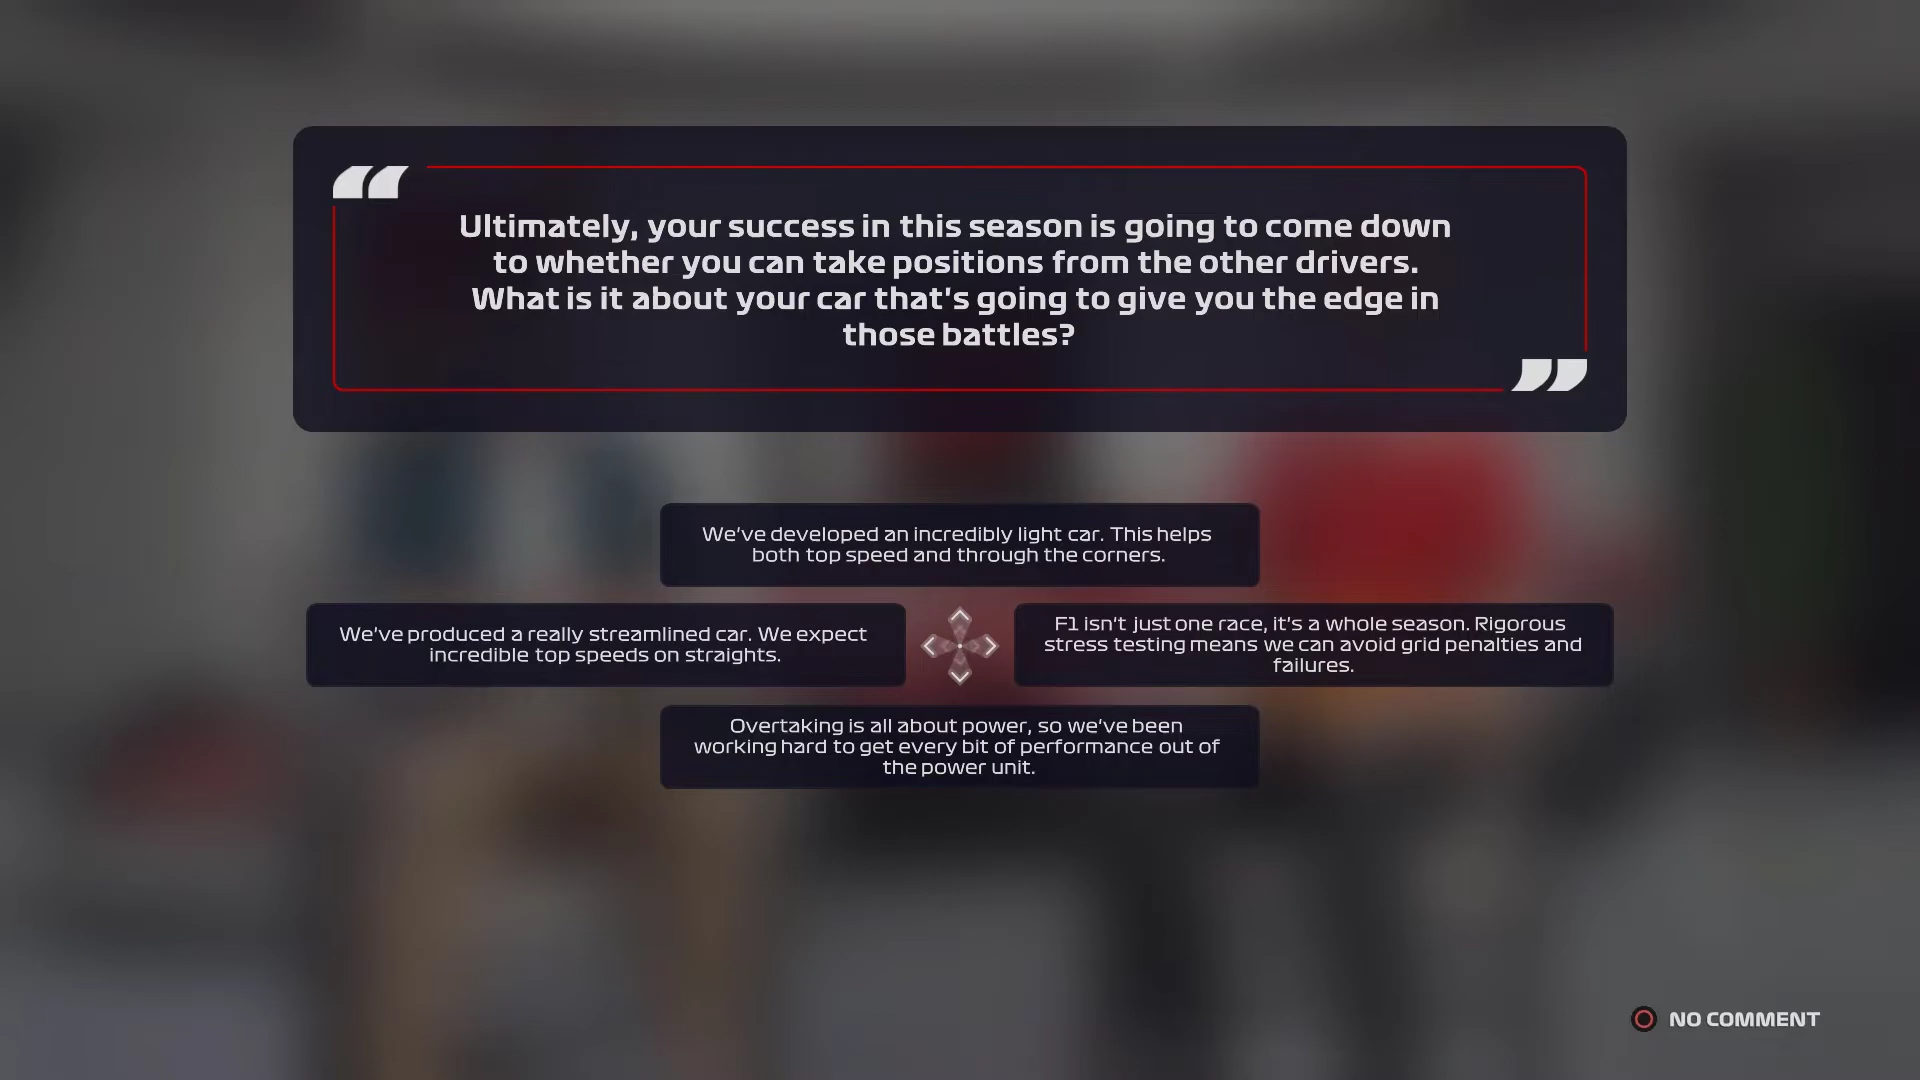 Ultimately, your success in this season is going to come down
to whether you can take positions from the other drivers.
What is it about your car that's going to give you the edge in
those battles?
We've developed an incredibly light car. This helps
both top speed and through the corners.
We've produced a really streamlined car. We expect
incredible top speeds on straights.
F1 isn't just one race, it's a whole season. Rigorous
stress testing means we can avoid grid penalties and
failures.
Overtaking is all about power, so we've been
working hard to get every bit of performance out of
the power unit.
NO COMMENT